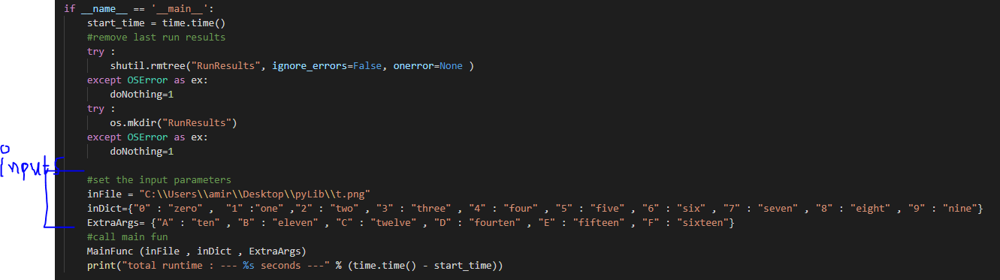 if __name__ == '__main__':
start_time = time.time()
#remove last run results
try :
shutil.rmtree("RunResults", ignore_errors=False, onerror=None )
except OSError as ex:
doNothing=1
try :
os.mkdir("RunResults")
except OSError as ex:
doNothing=1
inputs
#set the input parameters
inFile = "C:\\Users\\amir\\Desktop\\pyLib\\t.png"
inDict={"0" : "zero" , "1" :"one" ,"2" : "two" , "3" : "three" , "4" : "four" , "5" : "five" , "6" : "six" , "7" : "seven" , "8" : "eight" , "9" : "nine"}
ExtraArgs= {"A" : "ten" , "B" : "eleven" , "C" : "twelve" , "D" : "fourten" , "E" : "fifteen" , "F" : "sixteen"}
#call main fun
MainFunc (inFile , inDict , ExtraArgs)
print("total runtime : --- %s seconds ---" % (time.time() - start_time))